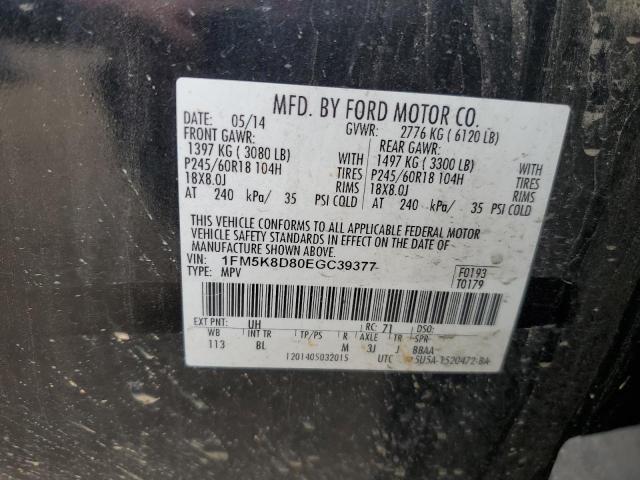 MFD. BY FORD MOTOR CO.
DATE: 05/14 GVWR: 2776 KG ( 6120 LB)
FRONT GAWR: REAR GAWR:
1397 KG ( 3080 LB) WITH 1497 KG ( 3300 LB) WITH
P245/60R18 104H TIRES P245/60R18 104H TIRES
18X8.0J RIMS 18X8.0J RIMS
AT 240 kPa/ 35 PSI COLD AT 240 kPa/ 35 PSI COLD
THIS VEHICLE CONFORMS TO ALL APPLICABLE FEDERAL MOTOR
VEHICLE SAFETY STANDARDS IN EFFECT ON THE DATE OF
MANUFACTURE SHOWN ABOVE.
VIN: 1FM5K8D80EGC39377
TYPE: MPV
F0193
T0179
EXT PNT: UH RC: 71 DSO:
WB INT TR TP/PS R AXLE TR SPR
113 BL M 3J J BBAA
1201405032015 UTC 5U5A-1520472-BA